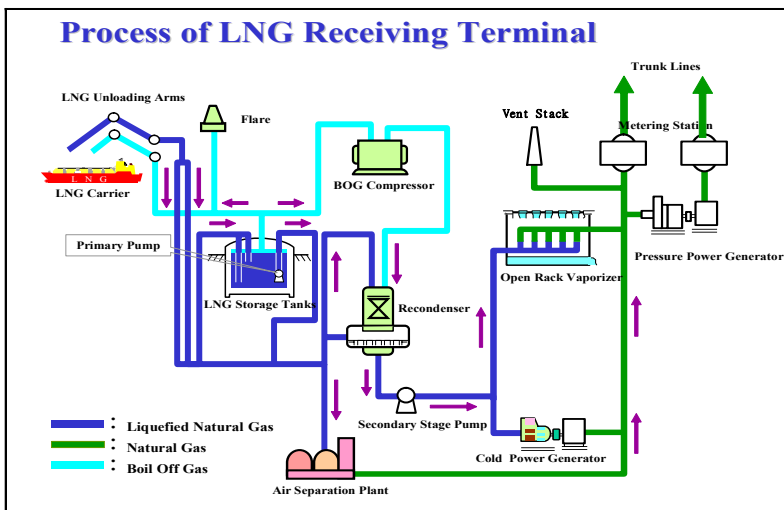 Process of LNG Receiving Terminal
Trunk Lines
LNG Unloading Arms
Flare
Vent Stack
Metering Station
L N G
LNG Carrier
BOG Compressor
Primary Pump
Pressure Power Generator
Open Rack Vaporizer
LNG Storage Tanks
Recondenser
Secondary Stage Pump
: Liquefied Natural Gas
: Natural Gas
: Boil Off Gas
Cold Power Generator
Air Separation Plant